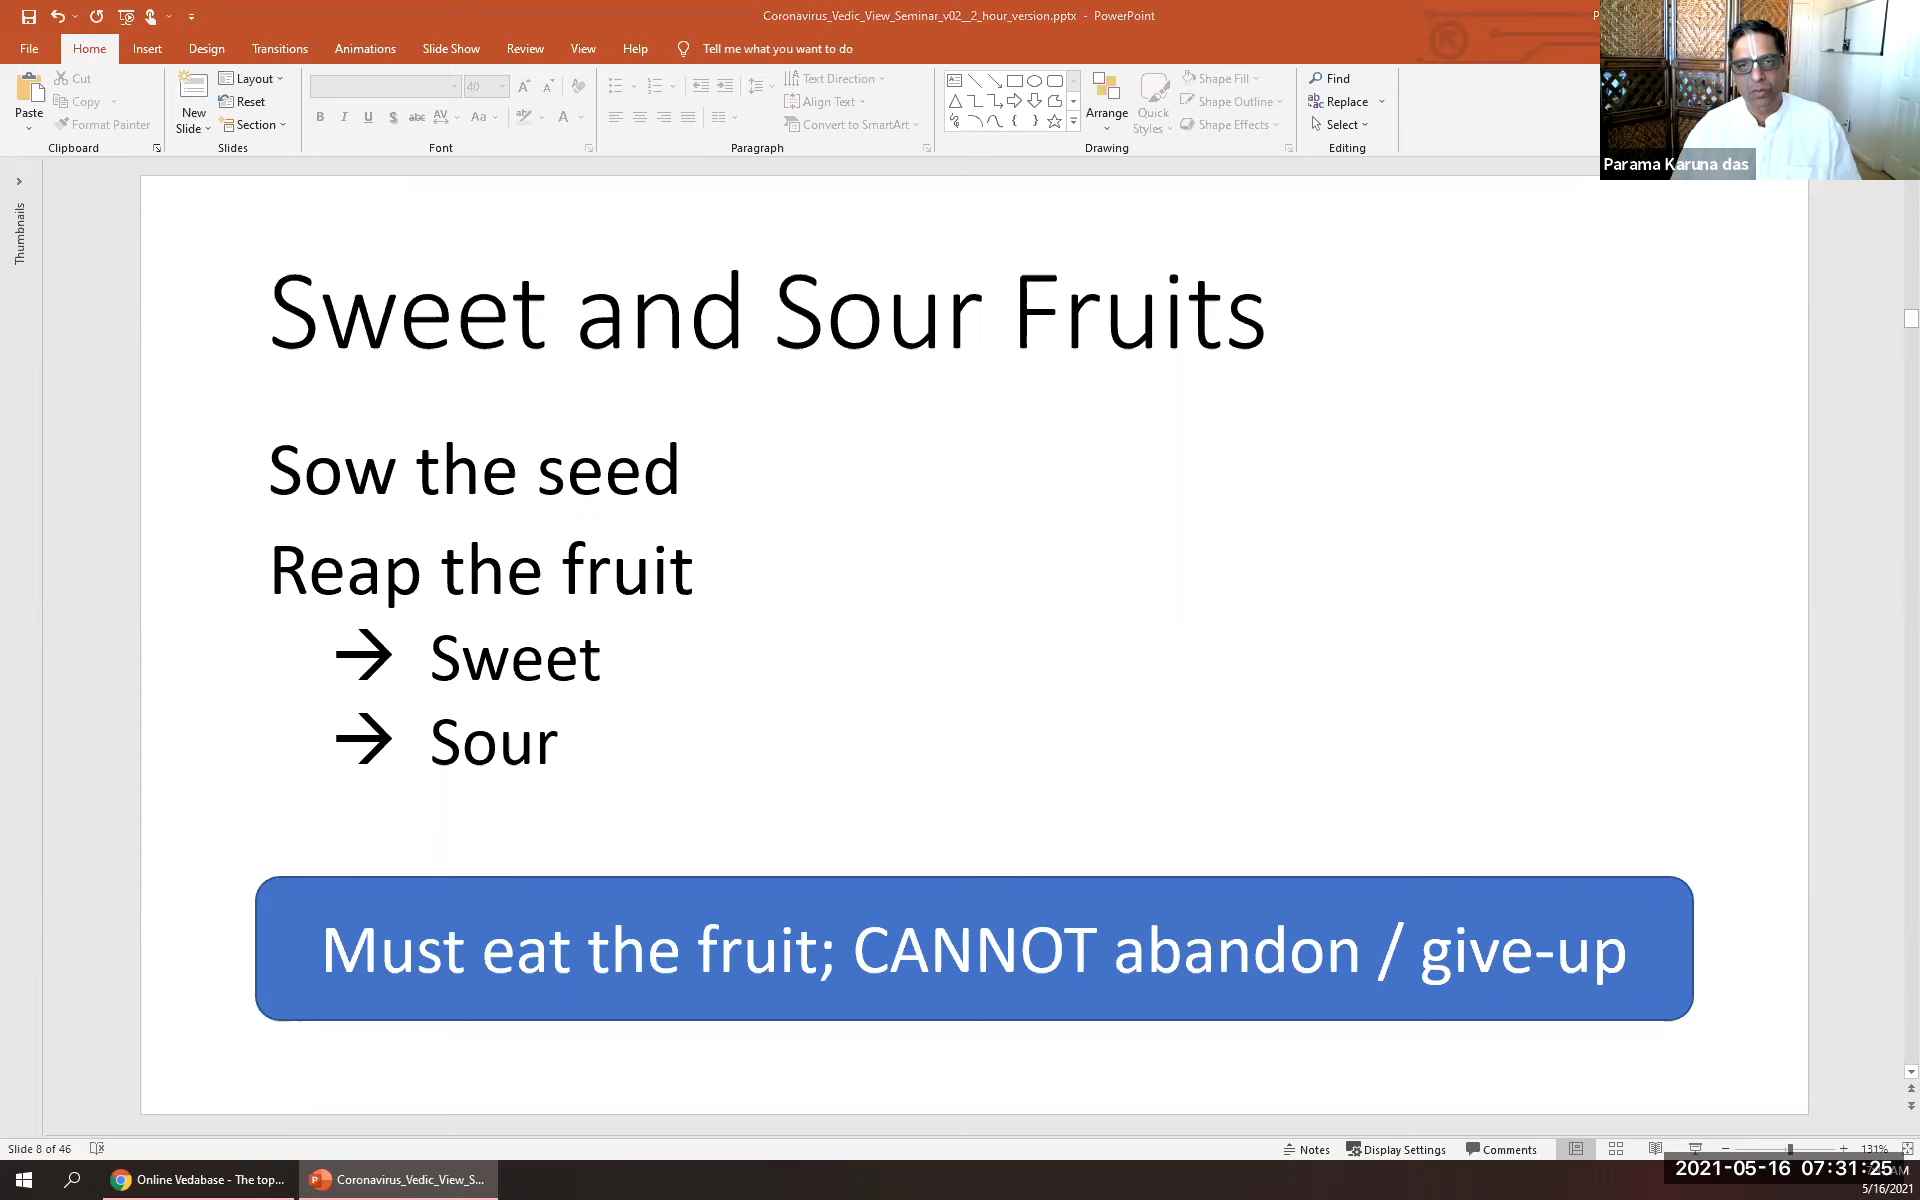 Coronavirus_Vedic_View_Seminar_v02__2_hour_version.pptx - PowerPoint
File Home Insert Design Transitions Animations Slide Show Review View Help Tell me what you want to do
Paste
Cut
Copy
Format Painter
Clipboard
New
Slide
Layout
Reset
Section
Slides
40
B I U S abc AV Aa A
Font
Text Direction
Align Text
Convert to SmartArt
Paragraph
Arrange
Quick
Styles
Shape Fill
Shape Outline
Shape Effects
Drawing
Find
Replace
Select
Editing
Parama Karuna das
Thumbnails
Sweet and Sour Fruits
Sow the seed
Reap the fruit
→ Sweet
→ Sour
Must eat the fruit; CANNOT abandon / give-up
Slide 8 of 46
Notes Display Settings Comments 131%
Online Vedabase - The top...
Coronavirus_Vedic_View_S...
2021-05-16 07:31:25
5/16/2021